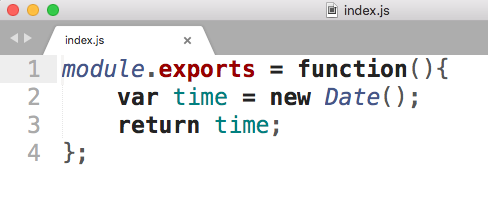 index.js
index.js ×
1 module.exports = function(){
2     var time = new Date();
3     return time;
4 };